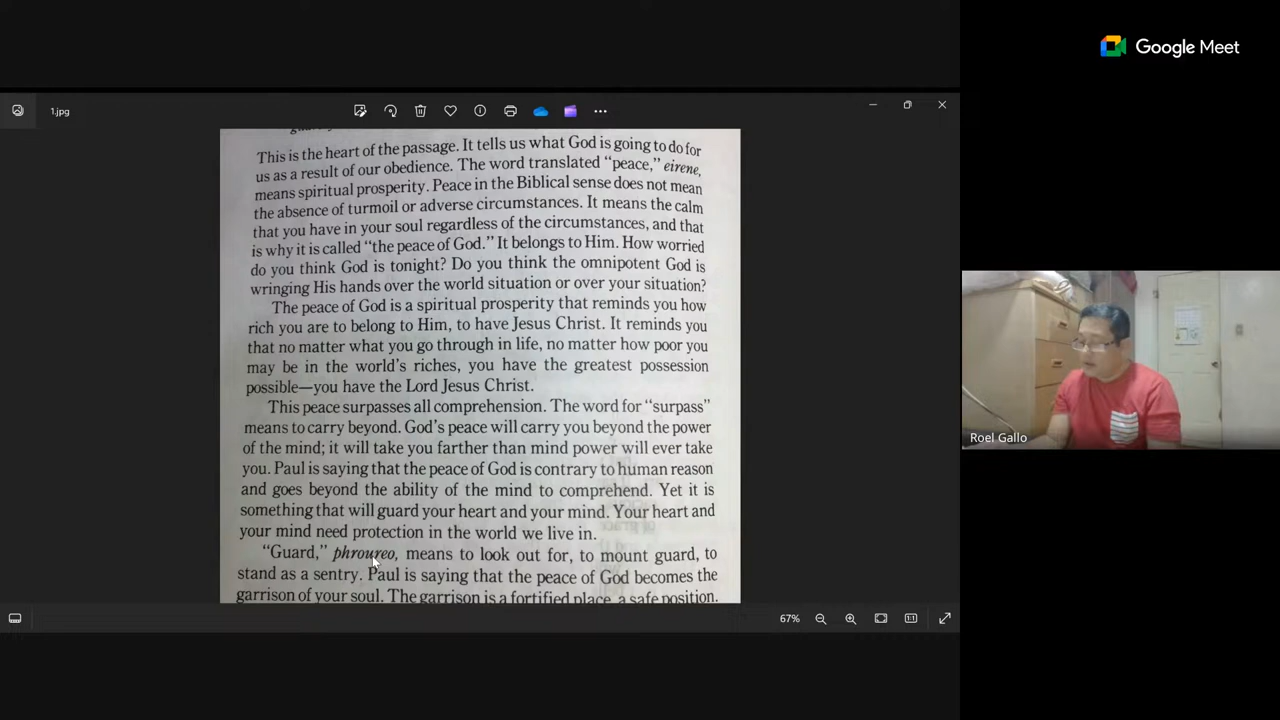 Google Meet
1.jpg
This is the heart of the passage. It tells us what God is going to do for
us as a result of our obedience. The word translated “peace,” eirene,
means spiritual prosperity. Peace in the Biblical sense does not mean
the absence of turmoil or adverse circumstances. It means the calm
that you have in your soul regardless of the circumstances, and that
is why it is called “the peace of God.” It belongs to Him. How worried
do you think God is tonight? Do you think the omnipotent God is
wringing His hands over the world situation or over your situation?
The peace of God is a spiritual prosperity that reminds you how
rich you are to belong to Him, to have Jesus Christ. It reminds you
that no matter what you go through in life, no matter how poor you
may be in the world’s riches, you have the greatest possession
possible—you have the Lord Jesus Christ.
This peace surpasses all comprehension. The word for “surpass”
means to carry beyond. God’s peace will carry you beyond the power
of the mind; it will take you farther than mind power will ever take
you. Paul is saying that the peace of God is contrary to human reason
and goes beyond the ability of the mind to comprehend. Yet it is
something that will guard your heart and your mind. Your heart and
your mind need protection in the world we live in.
“Guard,” phroureo, means to look out for, to mount guard, to
stand as a sentry. Paul is saying that the peace of God becomes the
garrison of your soul. The garrison is a fortified place, a safe position.
67%
1:1
Roel Gallo